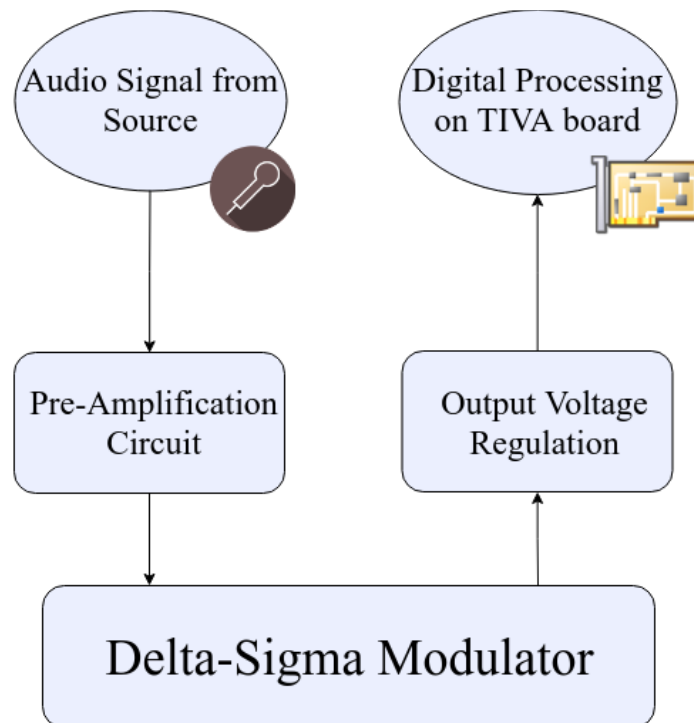 Audio Signal from
Source
Digital Processing
on TIVA board
Pre-Amplification
Circuit
Output Voltage
Regulation
Delta-Sigma Modulator